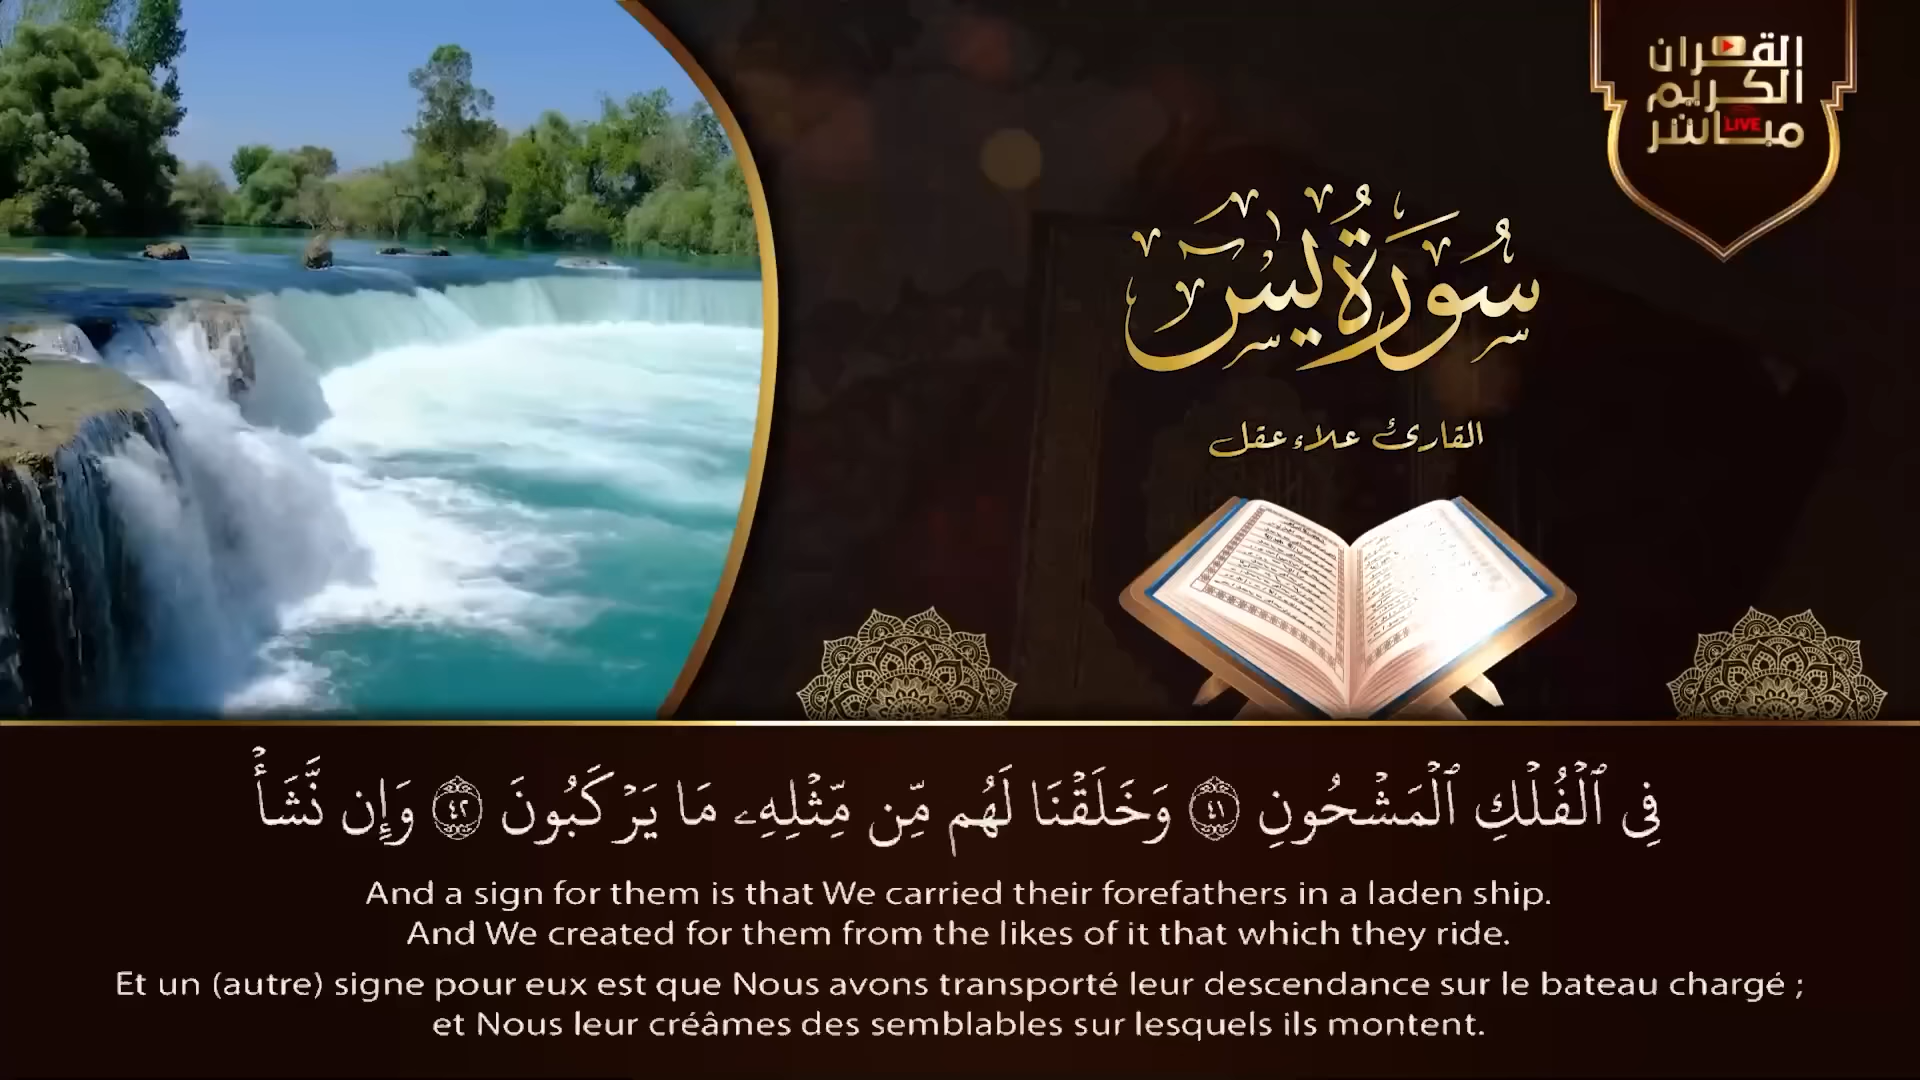 القرآن
الكريم
مباشر
LIVE
سُورَةُ يسٓ
القارئ علاء عقل
فِي ٱلْفُلْكِ ٱلْمَشْحُونِ ٤١ وَخَلَقْنَا لَهُم مِّن مِّثْلِهِۦ مَا يَرْكَبُونَ ٤٢ وَإِن نَّشَأْ
And a sign for them is that We carried their forefathers in a laden ship.
And We created for them from the likes of it that which they ride.
Et un (autre) signe pour eux est que Nous avons transporté leur descendance sur le bateau chargé ;
et Nous leur créâmes des semblables sur lesquels ils montent.